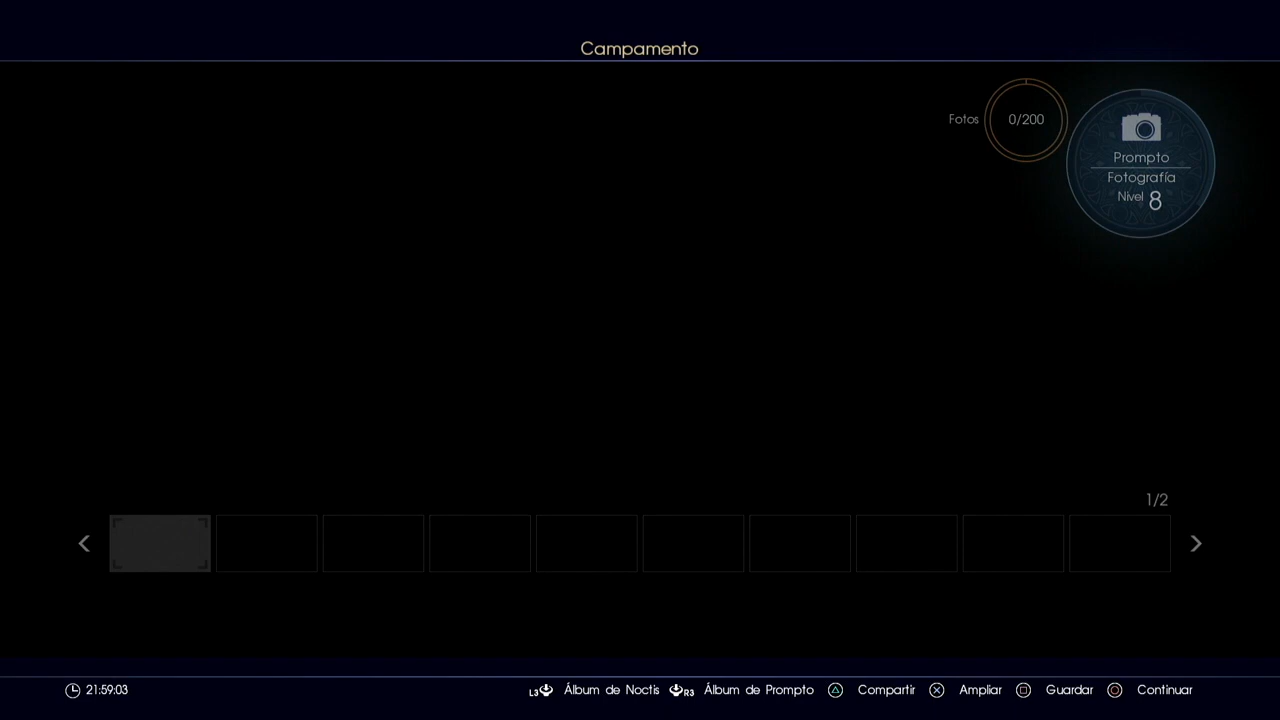 Campamento
Fotos 0/200
Prompto
Fotografía
Nivel 8
1/2
21:59:03 L3 Álbum de Noctis R3 Álbum de Prompto Compartir Ampliar Guardar Continuar